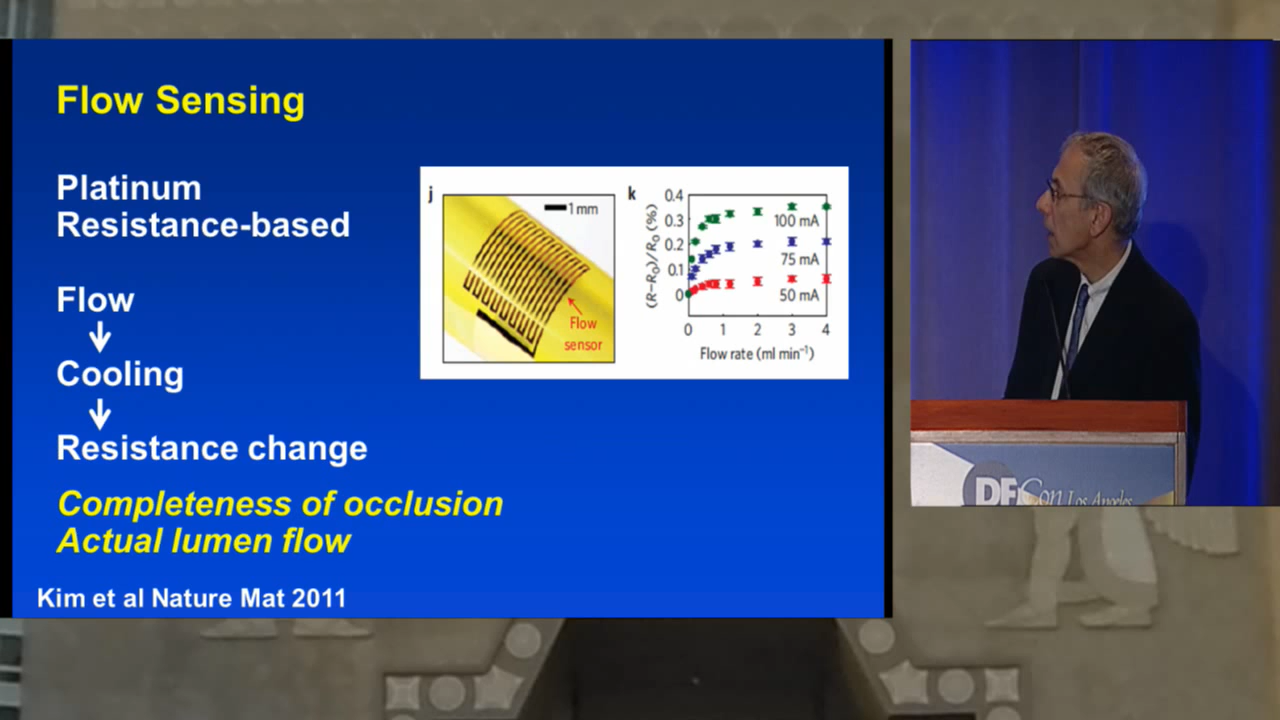 Flow Sensing
Platinum
Resistance-based
Flow
Cooling
Resistance change
Completeness of occlusion
Actual lumen flow
Kim et al Nature Mat 2011
j
1 mm
Flow
sensor
k
(R–R₀)/R₀ (%)
0.4
0.3
0.2
0.1
0
100 mA
75 mA
50 mA
0 1 2 3 4
Flow rate (ml min⁻¹)
DFCon Los Angeles